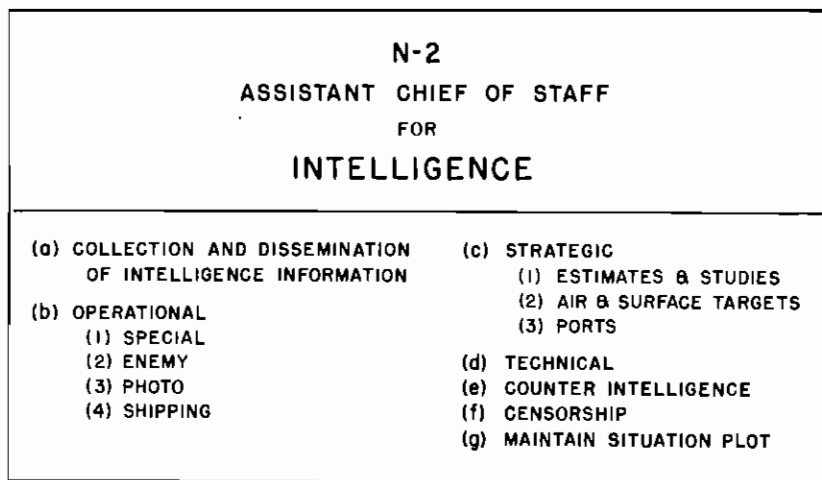 N-2
ASSISTANT CHIEF OF STAFF
FOR
INTELLIGENCE
(a) COLLECTION AND DISSEMINATION
OF INTELLIGENCE INFORMATION
(b) OPERATIONAL
(1) SPECIAL
(2) ENEMY
(3) PHOTO
(4) SHIPPING
(c) STRATEGIC
(1) ESTIMATES & STUDIES
(2) AIR & SURFACE TARGETS
(3) PORTS
(d) TECHNICAL
(e) COUNTER INTELLIGENCE
(f) CENSORSHIP
(g) MAINTAIN SITUATION PLOT